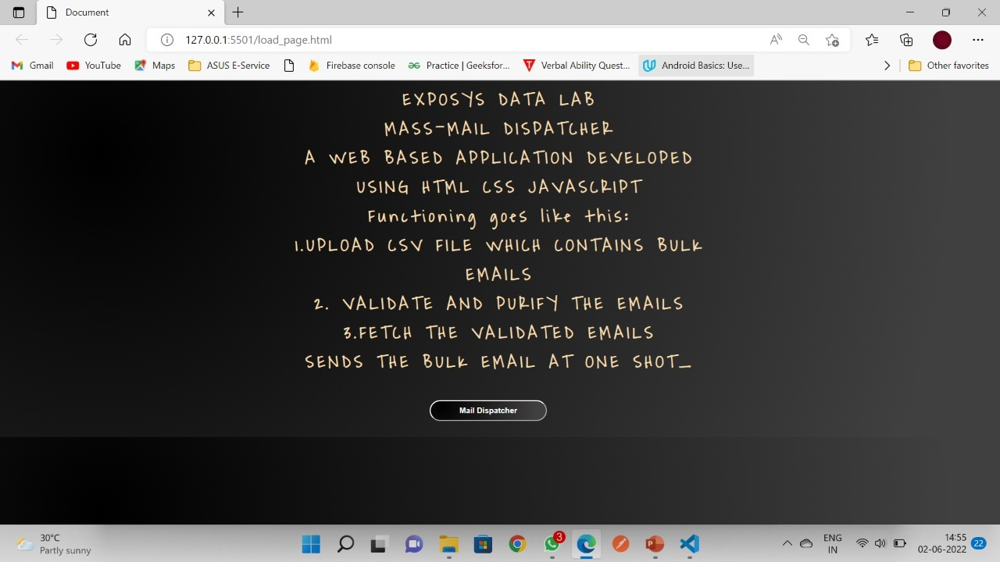 Document
127.0.0.1:5501/load_page.html
Gmail YouTube Maps ASUS E-Service Firebase console Practice | Geeksfor... Verbal Ability Quest... Android Basics: Use... Other favorites
EXPOSYS DATA LAB
MASS-MAIL DISPATCHER
A WEB BASED APPLICATION DEVELOPED
USING HTML CSS JAVASCRIPT
Functioning goes like this:
1.UPLOAD CSV FILE WHICH CONTAINS BULK
EMAILS
2. VALIDATE AND PURIFY THE EMAILS
3.FETCH THE VALIDATED EMAILS
SENDS THE BULK EMAIL AT ONE SHOT_
Mail Dispatcher
30°C
Partly sunny
3
ENG
IN
14:55
02-06-2022
22